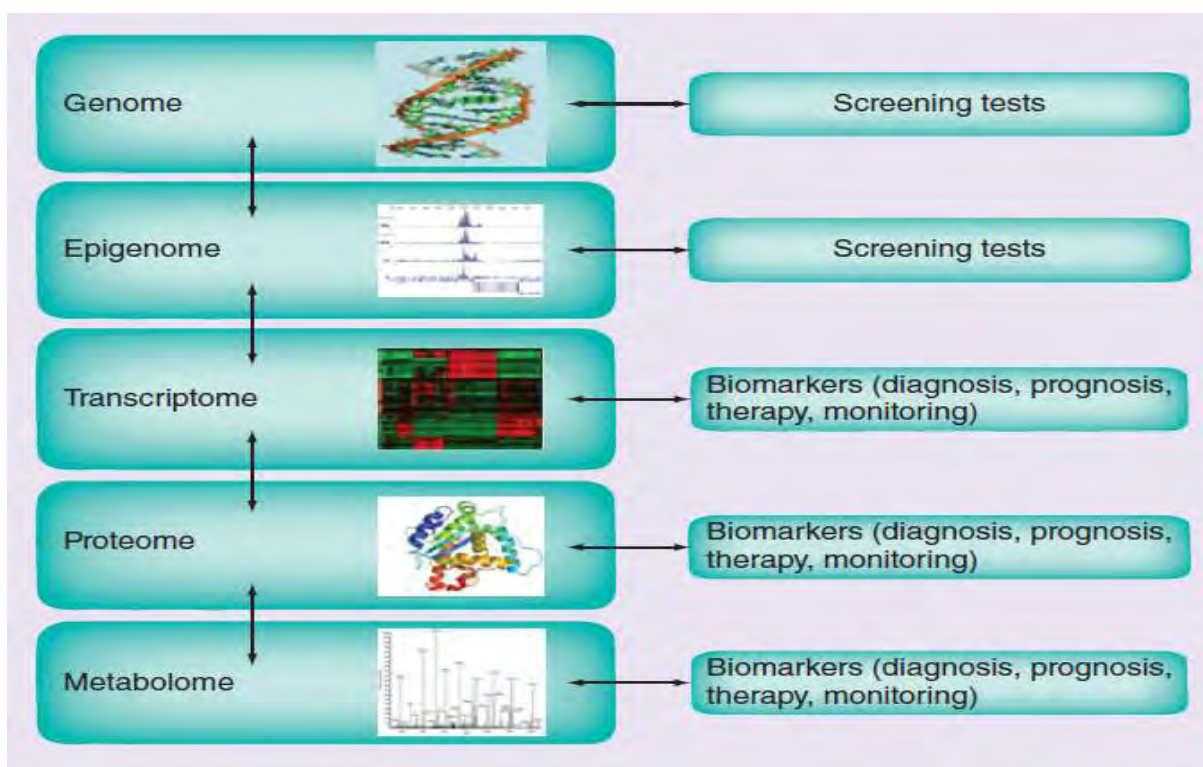 Genome
Screening tests
Epigenome
Screening tests
Transcriptome
Biomarkers (diagnosis, prognosis,
therapy, monitoring)
Proteome
Biomarkers (diagnosis, prognosis,
therapy, monitoring)
Metabolome
Biomarkers (diagnosis, prognosis,
therapy, monitoring)